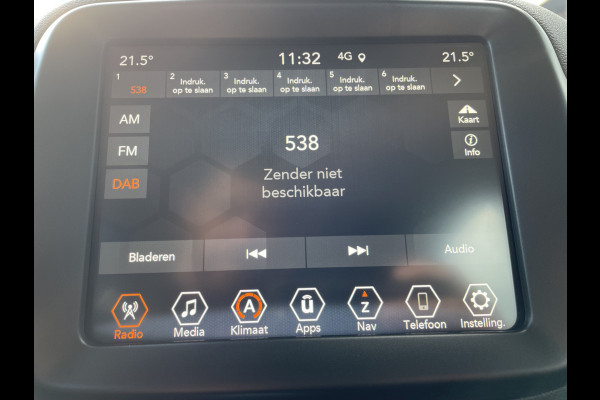 21.5° 11:32 4G 21.5°
1 2 3 4 5 6
538 Indruk. Indruk. Indruk. Indruk. Indruk.
op te slaan op te slaan op te slaan op te slaan op te slaan
AM
Kaart
538
FM
Info
Zender niet
DAB
beschikbaar
Bladeren Audio
A ū z
Radio Media Klimaat Apps Nav Telefoon Instelling.